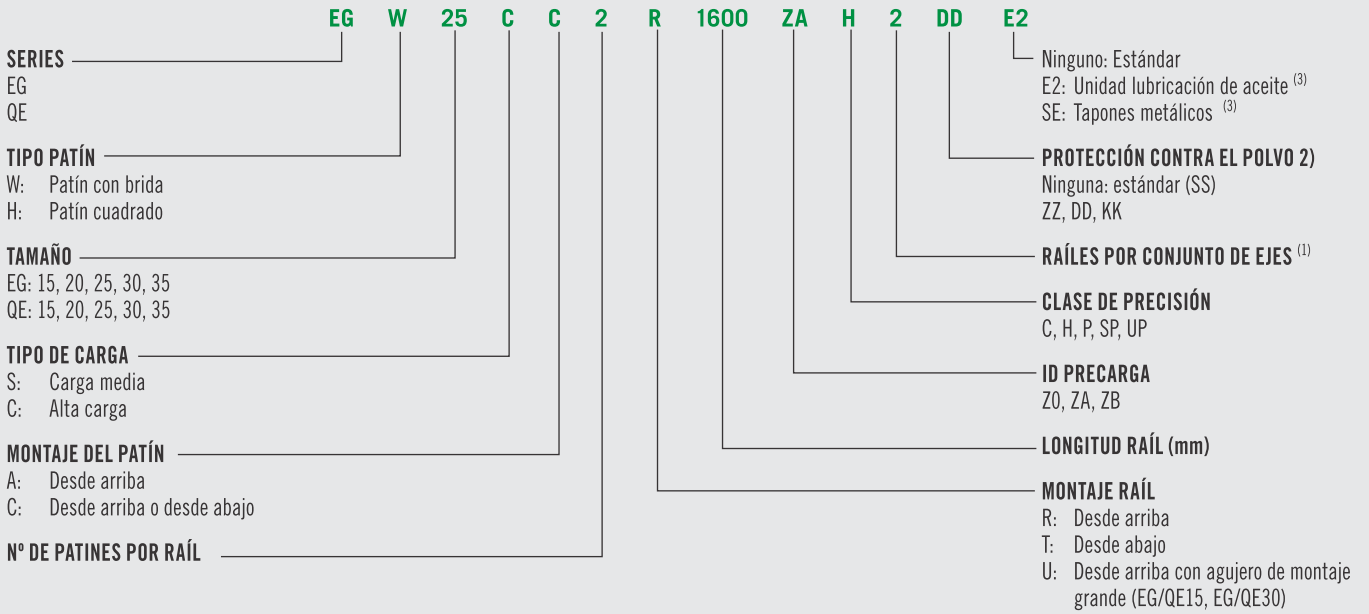 EG W 25 C C 2 R 1600 ZA H 2 DD E2
SERIES
EG
QE
TIPO PATÍN
W: Patín con brida
H: Patín cuadrado
TAMAÑO
EG: 15, 20, 25, 30, 35
QE: 15, 20, 25, 30, 35
TIPO DE CARGA
S: Carga media
C: Alta carga
MONTAJE DEL PATÍN
A: Desde arriba
C: Desde arriba o desde abajo
Nº DE PATINES POR RAÍL
Ninguno: Estándar
E2: Unidad lubricación de aceite (3)
SE: Tapones metálicos (3)
PROTECCIÓN CONTRA EL POLVO 2)
Ninguna: estándar (SS)
ZZ, DD, KK
RAÍLES POR CONJUNTO DE EJES (1)
CLASE DE PRECISIÓN
C, H, P, SP, UP
ID PRECARGA
Z0, ZA, ZB
LONGITUD RAÍL (mm)
MONTAJE RAÍL
R: Desde arriba
T: Desde abajo
U: Desde arriba con agujero de montaje
grande (EG/QE15, EG/QE30)